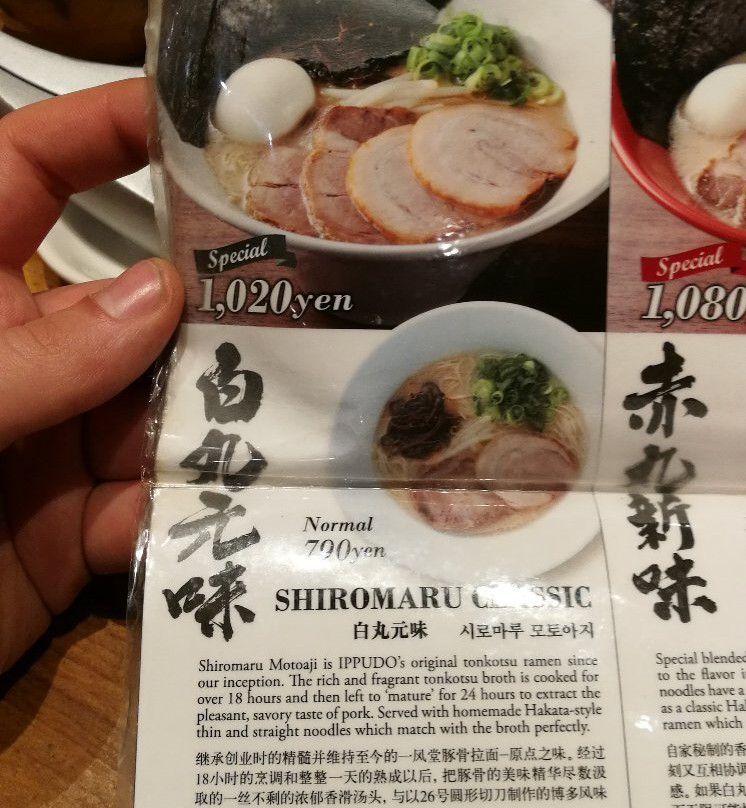 Special
1,020yen
Special
1,080
白丸元味
赤丸新味
Normal
790yen
SHIROMARU CLASSIC
白丸元味 시로마루 모토아지
Shiromaru Motoaji is IPPUDO's original tonkotsu ramen since
our inception. The rich and fragrant tonkotsu broth is cooked for
over 18 hours and then left to 'mature' for 24 hours to extract the
pleasant, savory taste of pork. Served with homemade Hakata-style
thin and straight noodles which match with the broth perfectly.
继承创业时的精髓并维持至今的一风堂豚骨拉面-原点之味。经过
18小时的烹调和整整一天的熟成以后，把豚骨的美味精华尽数汲
取的一丝不剩的浓郁香滑汤头，与以26号圆形切刀制作的博多风味
Special blended
to the flavor i
noodles have a
as a classic Hal
ramen which
自家秘制的香
刻又互相协调
感。如果白丸